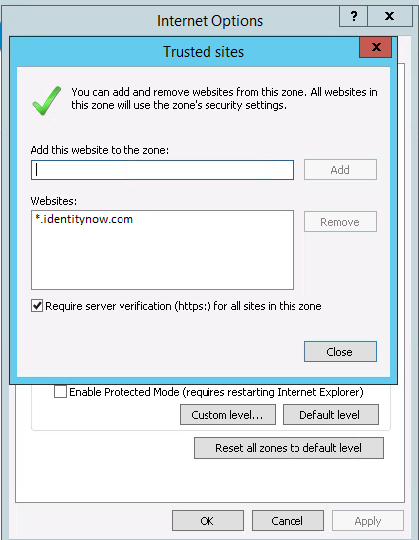 Internet Options
?
x
Trusted sites
x
You can add and remove websites from this zone. All websites in
this zone will use the zone's security settings.
Add this website to the zone:
Add
Websites:
*.identitynow.com
Remove
Require server verification (https:) for all sites in this zone
Close
Enable Protected Mode (requires restarting Internet Explorer)
Custom level...
Default level
Reset all zones to default level
OK
Cancel
Apply